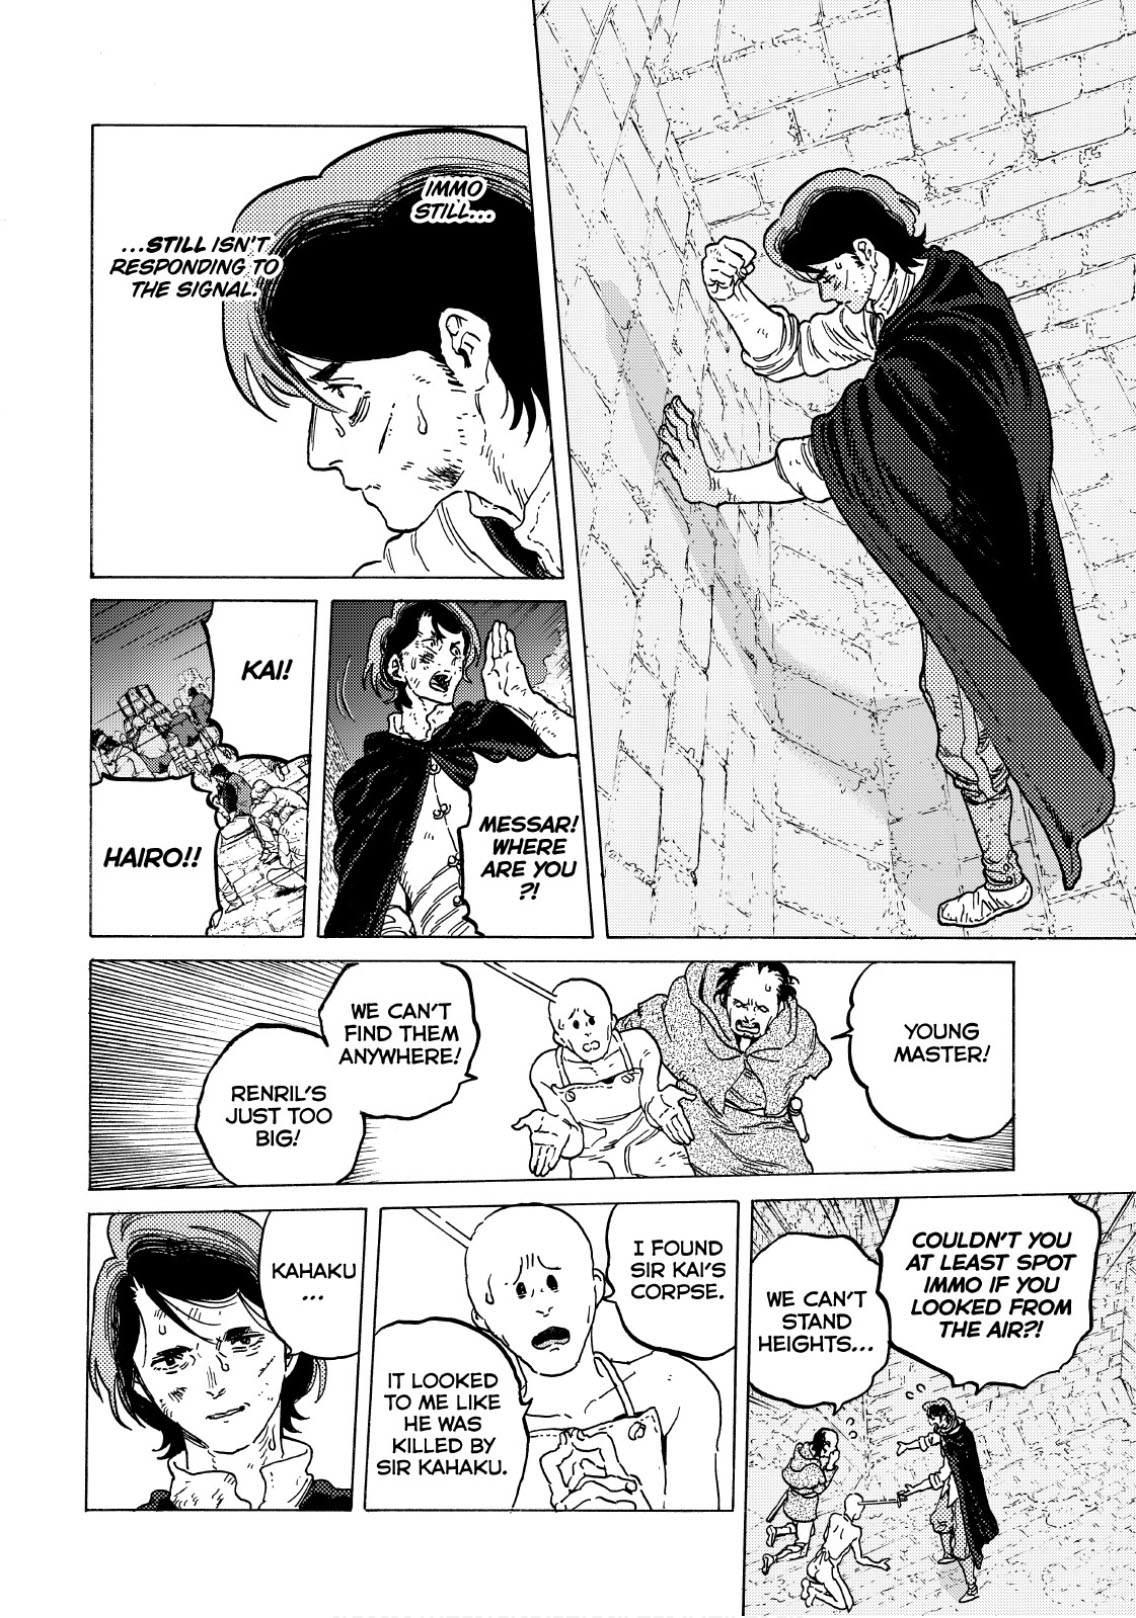 IMMO
STILL...
...STILL ISN'T
RESPONDING TO
THE SIGNAL.
MESSAR!
WHERE
ARE YOU
?!
KAI!
HAIRO!!
YOUNG
MASTER!
WE CAN'T
FIND THEM
ANYWHERE!
RENRIL'S
JUST TOO
BIG!
COULDN'T YOU
AT LEAST SPOT
IMMO IF YOU
LOOKED FROM
THE AIR?!
WE CAN'T
STAND
HEIGHTS...
I FOUND
SIR KAI'S
CORPSE.
IT LOOKED
TO ME LIKE
HE WAS
KILLED BY
SIR KAHAKU.
KAHAKU
...